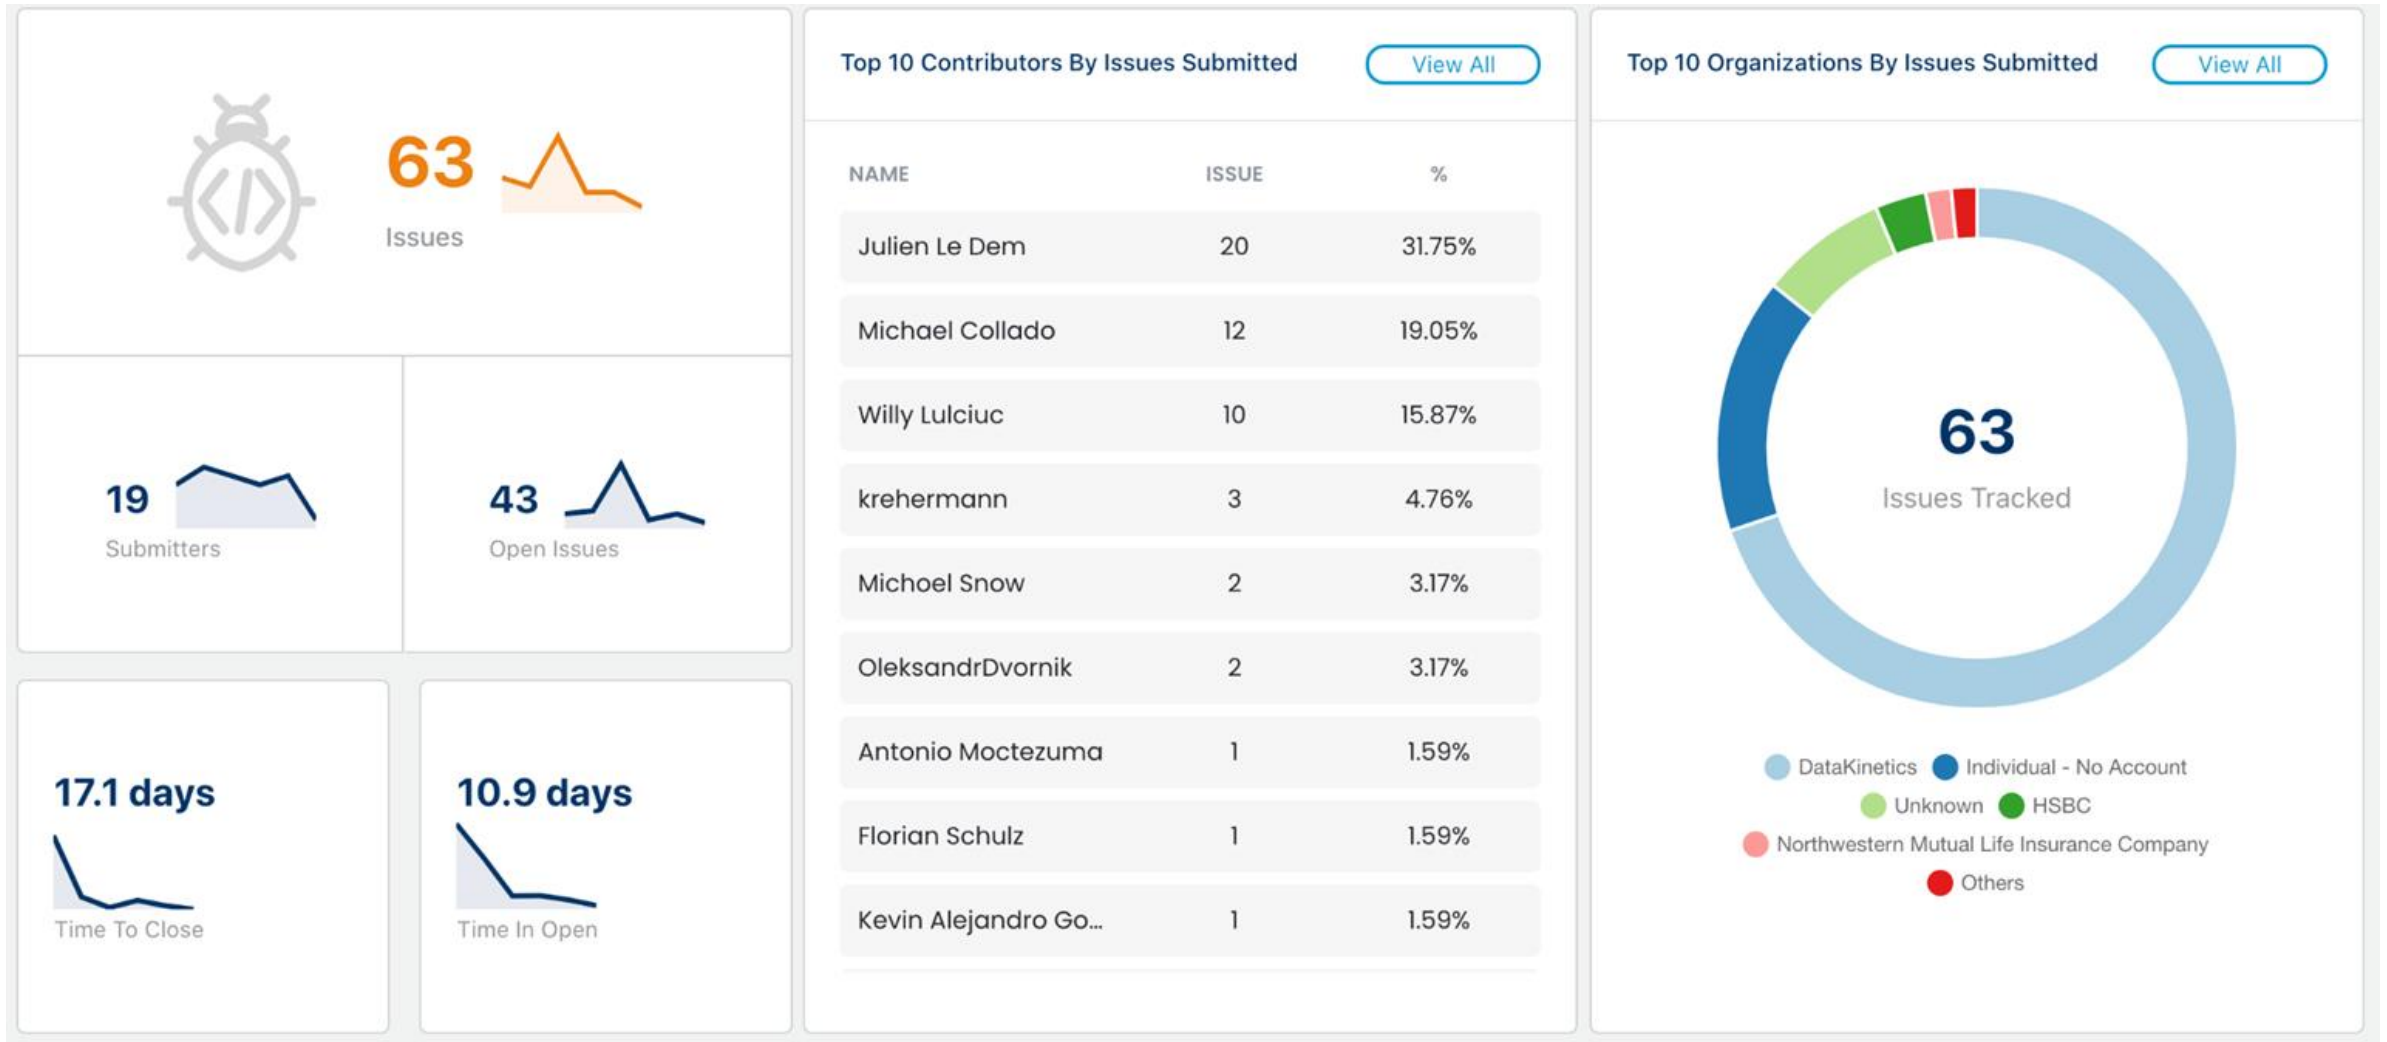 63
Issues
19
Submitters
43
Open Issues
17.1 days
Time To Close
10.9 days
Time In Open
Top 10 Contributors By Issues Submitted View All
NAME ISSUE %
Julien Le Dem 20 31.75%
Michael Collado 12 19.05%
Willy Lulciuc 10 15.87%
krehermann 3 4.76%
Michoel Snow 2 3.17%
OleksandrDvornik 2 3.17%
Antonio Moctezuma 1 1.59%
Florian Schulz 1 1.59%
Kevin Alejandro Go... 1 1.59%
Top 10 Organizations By Issues Submitted View All
63
Issues Tracked
DataKinetics Individual - No Account
Unknown HSBC
Northwestern Mutual Life Insurance Company
Others